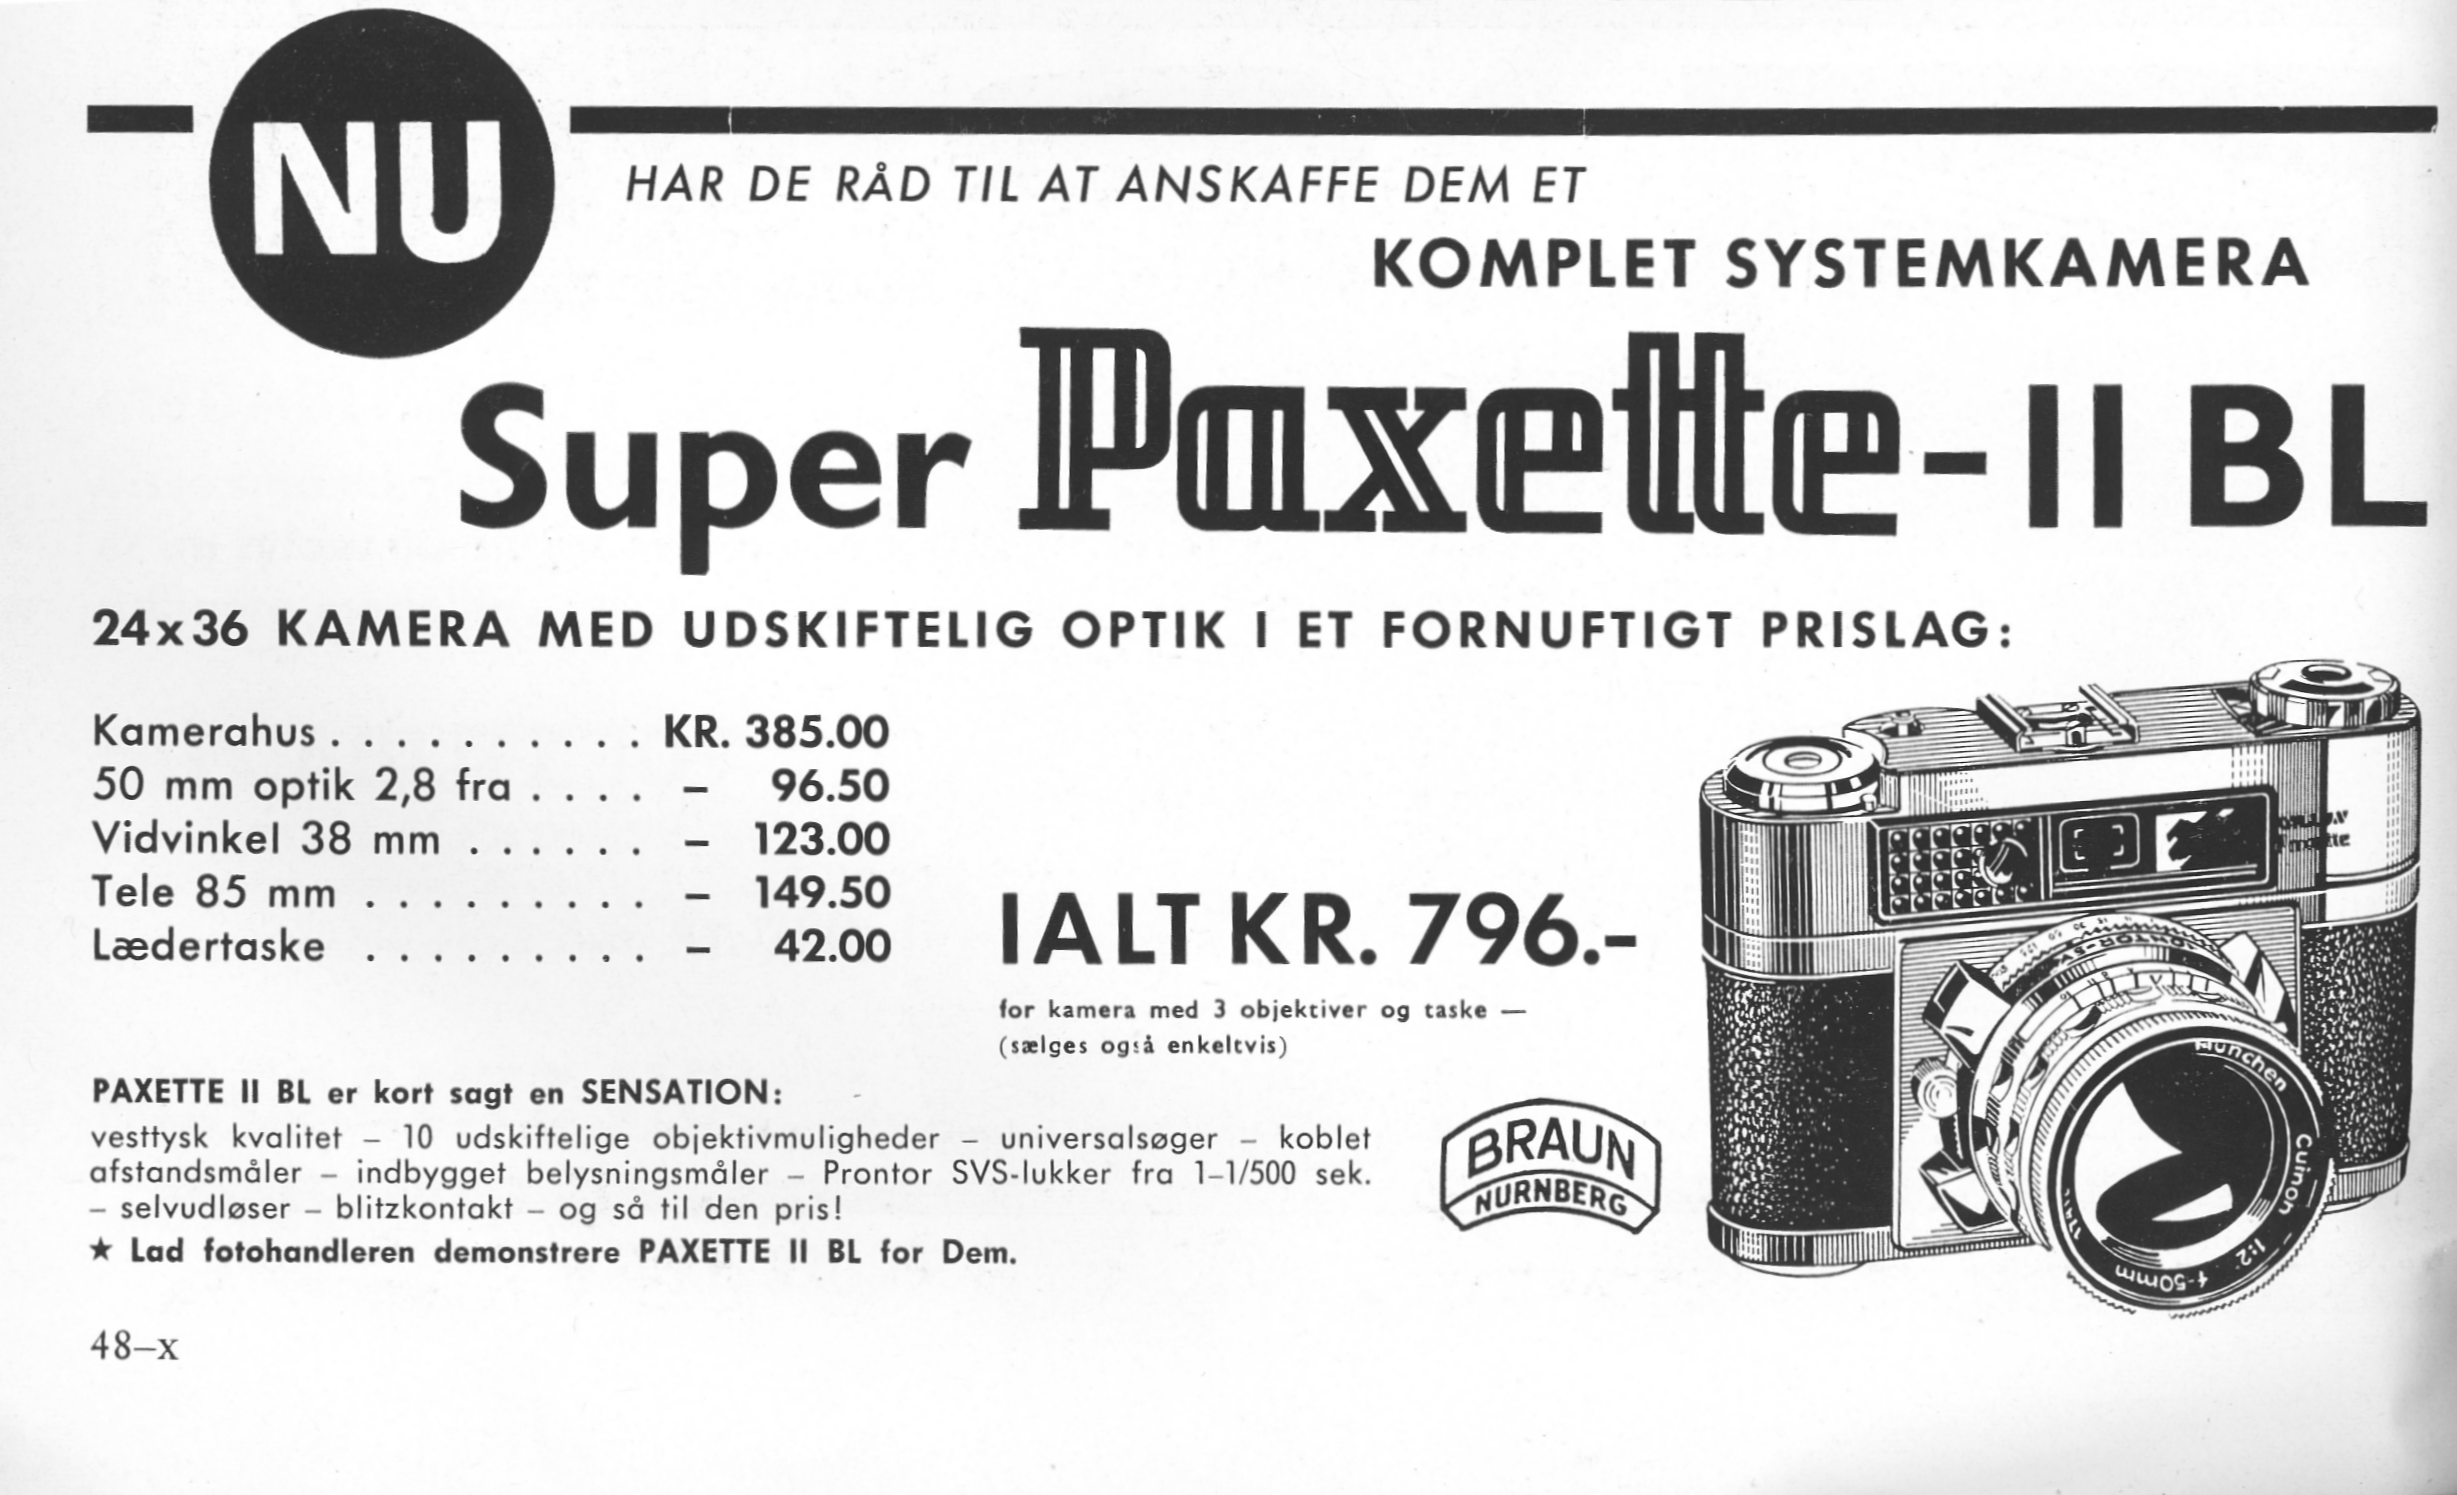 NU
HAR DE RÅD TIL AT ANSKAFFE DEM ET
KOMPLET SYSTEMKAMERA
Super Paxette-II BL
24x36 KAMERA MED UDSKIFTELIG OPTIK I ET FORNUFTIGT PRISLAG:
Kamerahus . . . . . . . . . . KR. 385.00
50 mm optik 2,8 fra . . . . – 96.50
Vidvinkel 38 mm . . . . . . – 123.00
Tele 85 mm . . . . . . . . . – 149.50
Lædertaske . . . . . . . . . – 42.00
IALT KR. 796.-
for kamera med 3 objektiver og taske —
(sælges også enkeltvis)
PAXETTE II BL er kort sagt en SENSATION:
vesttysk kvalitet – 10 udskiftelige objektivmuligheder – universalsøger – koblet
afstandsmåler – indbygget belysningsmåler – Prontor SVS-lukker fra 1–1/500 sek.
– selvudløser – blitzkontakt – og så til den pris!
★ Lad fotohandleren demonstrere PAXETTE II BL for Dem.
BRAUN
NURNBERG
München
Cuinon 1:2 f-50mm
48–x